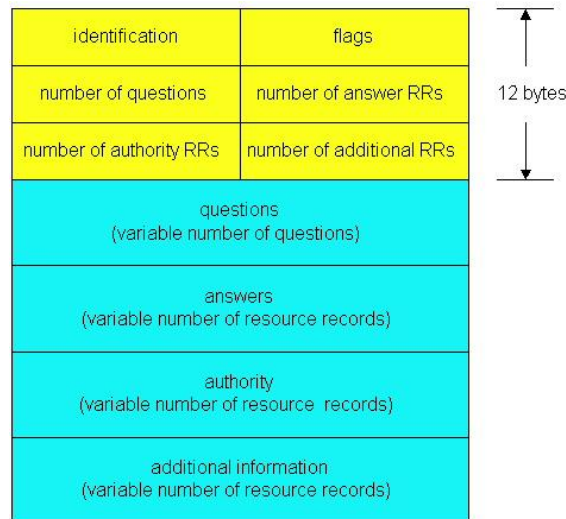 identification
flags
number of questions
number of answer RRs
12 bytes
number of authority RRs
number of additional RRs
questions
(variable number of questions)
answers
(variable number of resource records)
authority
(variable number of resource records)
additional information
(variable number of resource records)